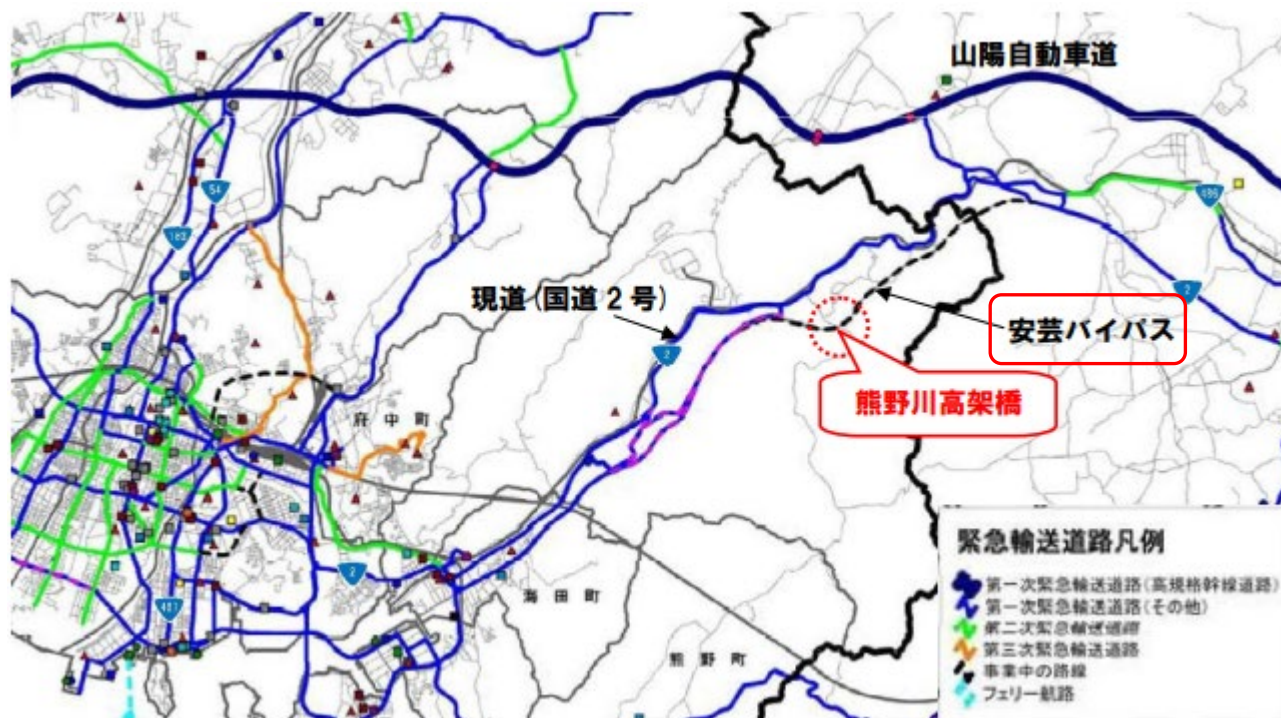 山陽自動車道
54
183
486
現道(国道2号)
2
安芸バイパス
2
熊野川高架橋
府中町
2
海田町
487
熊野町
緊急輸送道路凡例
第一次緊急輸送道路(高規格幹線道路)
第一次緊急輸送道路(その他)
第二次緊急輸送道路
第三次緊急輸送道路
事業中の路線
フェリー航路